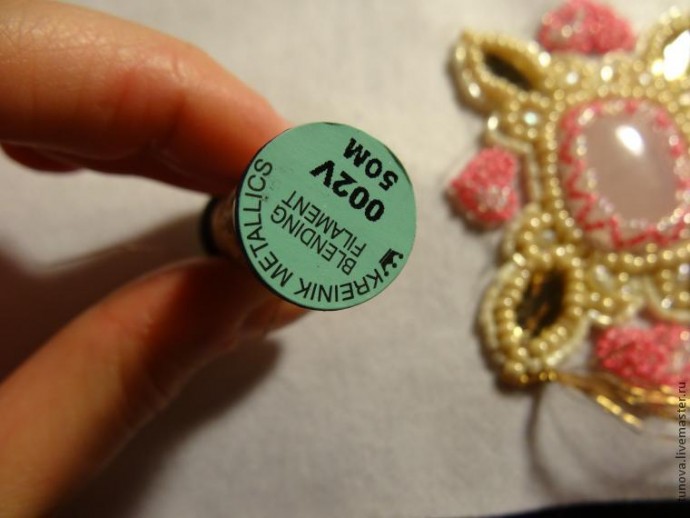 KREINIK METALLICS
BLENDING
FILAMENT
002V
50M
unova.livemaster.ru